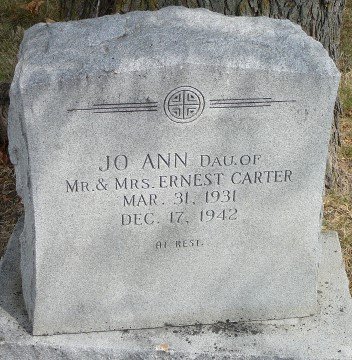 JO ANN DAU. OF
MR. & MRS. ERNEST CARTER
MAR. 31, 1931
DEC. 17, 1942
AT REST.